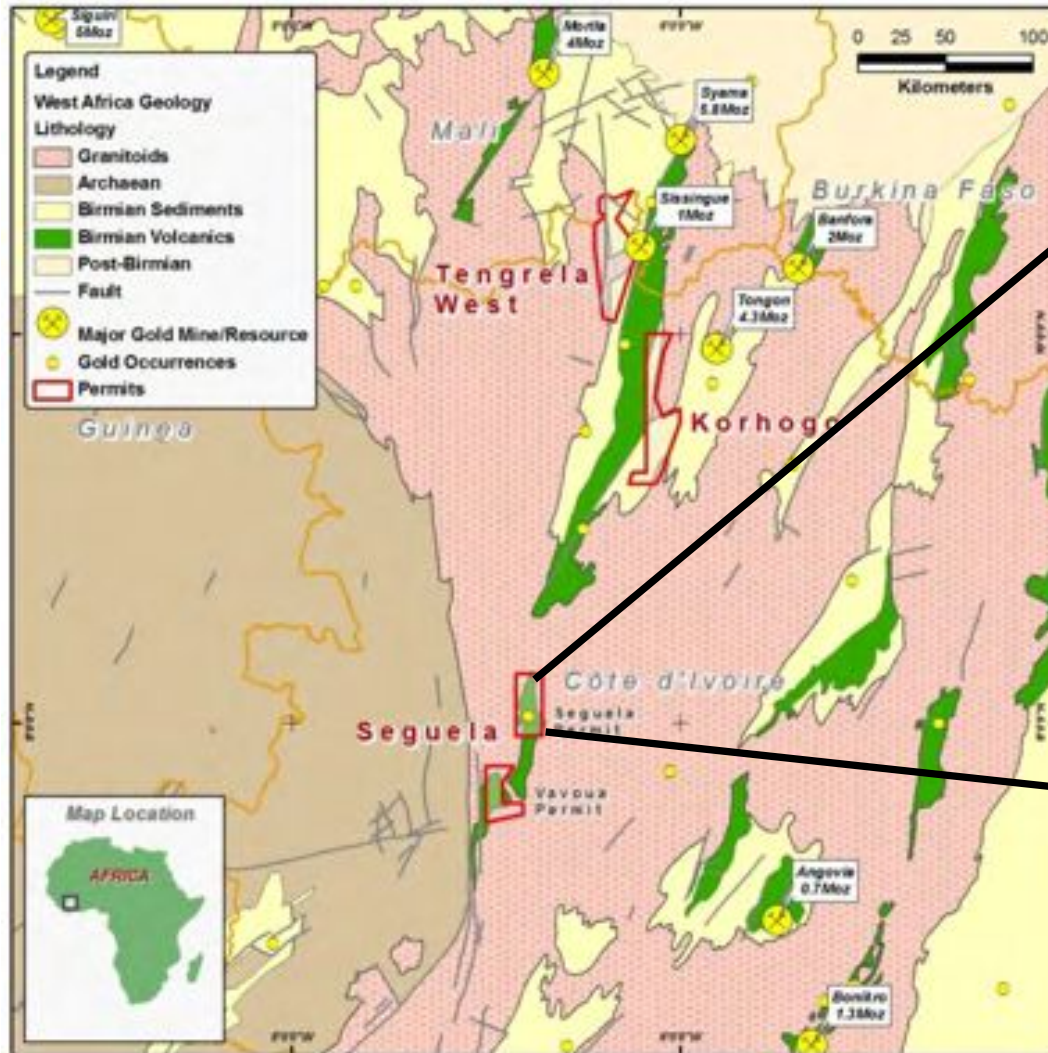 Siguiri
5Moz
Morila
4Moz
0 25 50 100
Kilometers
Legend
West Africa Geology
Lithology
Granitoids
Archaean
Birmian Sediments
Birmian Volcanics
Post-Birmian
Fault
Major Gold Mine/Resource
Gold Occurrences
Permits
Mali
Syama
5.8Moz
Burkina Faso
Sissingue
1Moz
Banfora
2Moz
Tengrela
West
Tongon
4.3Moz
Guinea
Korhogo
Côte d'Ivoire
Seguela
Seguela
Permit
Vavoua
Permit
Map Location
AFRICA
Angovia
0.7Moz
Bonikro
1.3Moz